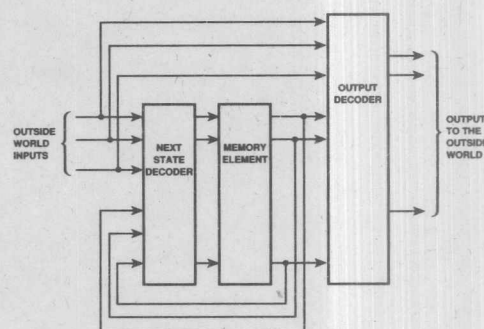 OUTSIDE
WORLD
INPUTS
NEXT
STATE
DECODER
MEMORY
ELEMENT
OUTPUT
DECODER
OUTPUT
TO THE
OUTSIDE
WORLD